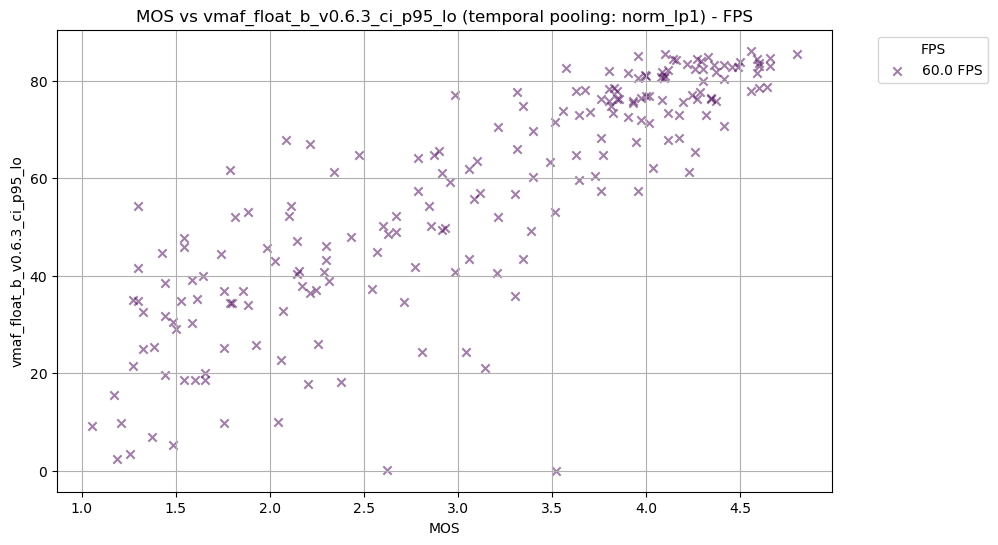 MOS vs vmaf_float_b_v0.6.3_ci_p95_lo (temporal pooling: norm_lp1) - FPS
FPS
60.0 FPS
vmaf_float_b_v0.6.3_ci_p95_lo
80
60
40
20
0
1.0 1.5 2.0 2.5 3.0 3.5 4.0 4.5
MOS